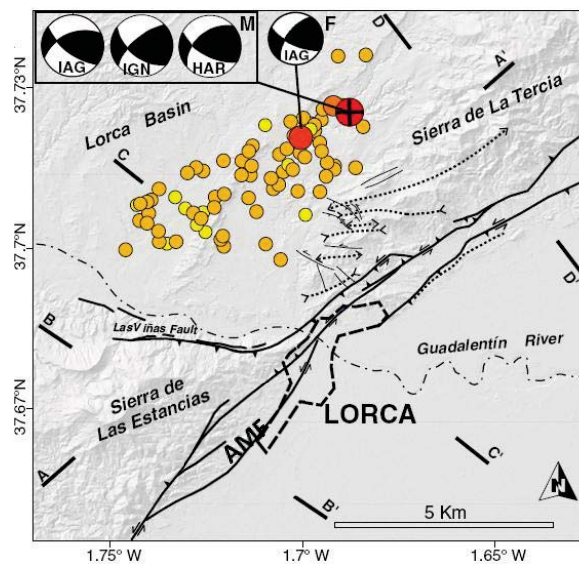 M
F
IAG
IGN
HAR
IAG
D
A'
37.73°N
Lorca Basin
Sierra de La Tercia
C
37.7°N
D'
B
LasViñas Fault
Guadalentín River
37.67°N
Sierra de
Las Estancias
LORCA
AMF
A
C'
B'
N
5 Km
1.75° W
1.7° W
1.65° W